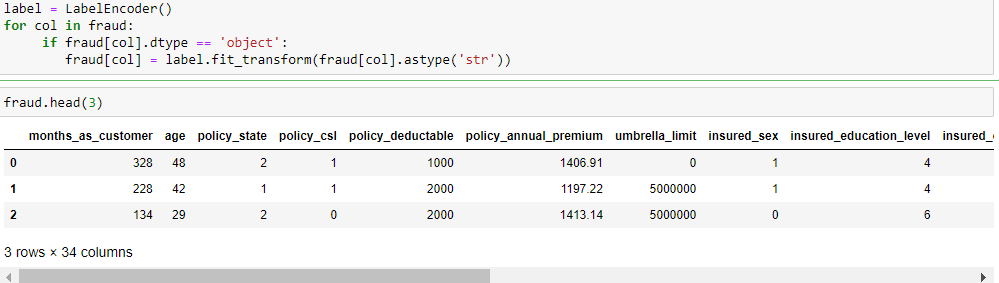 label = LabelEncoder()
for col in fraud:
if fraud[col].dtype == 'object':
fraud[col] = label.fit_transform(fraud[col].astype('str'))
fraud.head(3)
months_as_customer age policy_state policy_csl policy_deductable policy_annual_premium umbrella_limit insured_sex insured_education_level insured_
0 328 48 2 1 1000 1406.91 0 1 4
1 228 42 1 1 2000 1197.22 5000000 1 4
2 134 29 2 0 2000 1413.14 5000000 0 6
3 rows × 34 columns